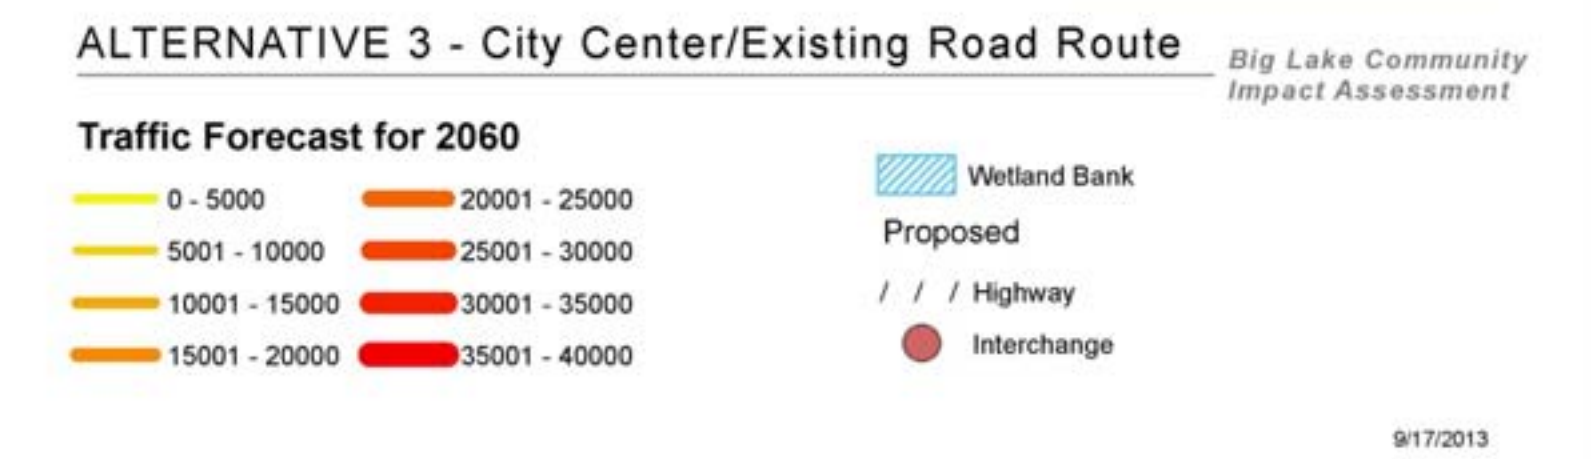 ALTERNATIVE 3 - City Center/Existing Road Route
Big Lake Community
Impact Assessment
Traffic Forecast for 2060
0 - 5000
5001 - 10000
10001 - 15000
15001 - 20000
20001 - 25000
25001 - 30000
30001 - 35000
35001 - 40000
Wetland Bank
Proposed
Highway
Interchange
9/17/2013